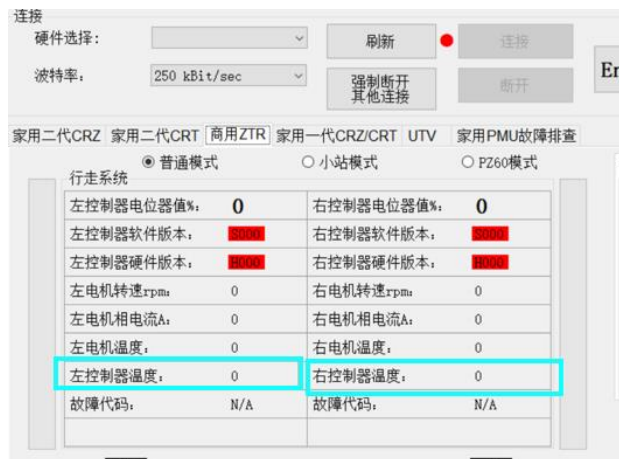 连接
硬件选择:
刷新
连接
波特率:
250 kBit/sec
强制断开
其他连接
断开
En
家用二代CRZ 家用二代CRT 商用ZTR 家用一代CRZ/CRT UTV 家用PMU故障排查
普通模式 小站模式 PZ60模式
行走系统
左控制器电位器值%: 0 右控制器电位器值%: 0
左控制器软件版本: S000 右控制器软件版本: S000
左控制器硬件版本: H000 右控制器硬件版本: H000
左电机转速rpm: 0 右电机转速rpm: 0
左电机相电流A: 0 右电机相电流A: 0
左电机温度: 0 右电机温度: 0
左控制器温度: 0 右控制器温度: 0
故障代码: N/A 故障代码: N/A